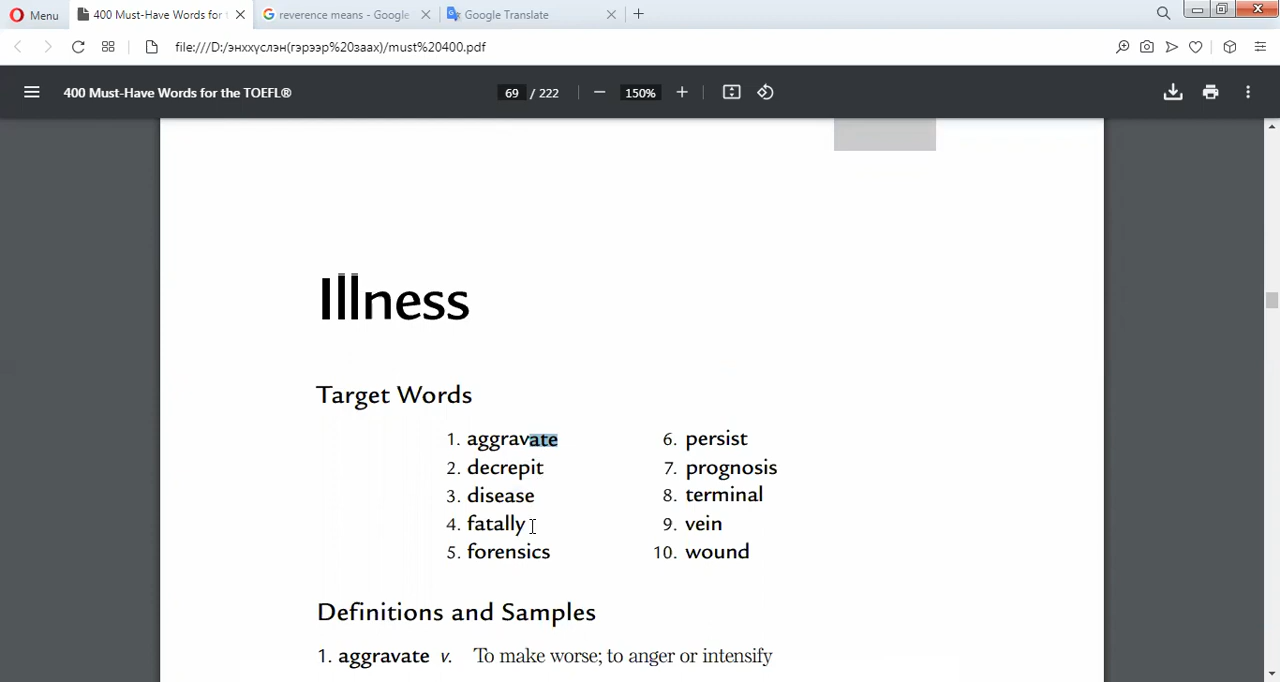 Menu
400 Must-Have Words for
reverence means - Google
Google Translate
file:///D:/энххүслэн(гэрээр%20заах)/must%20400.pdf
400 Must-Have Words for the TOEFL®
69 / 222
150%
Illness
Target Words
1. aggravate
2. decrepit
3. disease
4. fatally
5. forensics
6. persist
7. prognosis
8. terminal
9. vein
10. wound
Definitions and Samples
1. aggravate v. To make worse; to anger or intensify